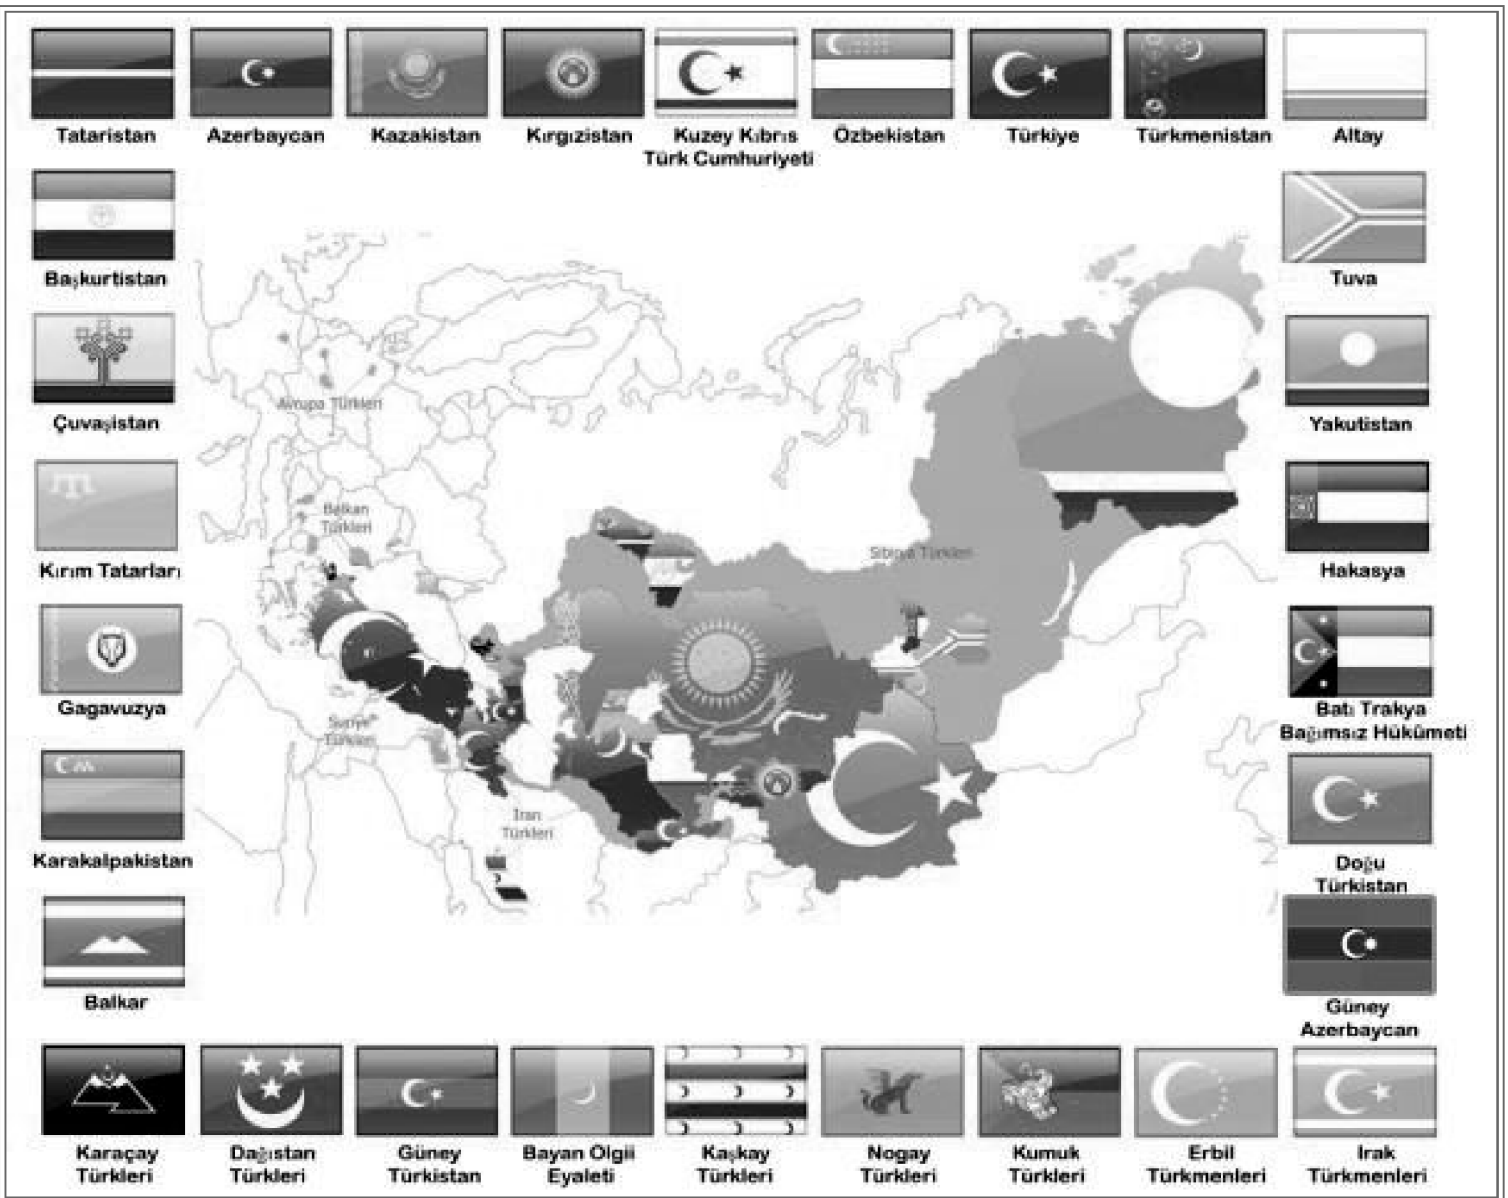 Tataristan
Azerbaycan
Kazakistan
Kırgızistan
Kuzey Kıbrıs
Türk Cumhuriyeti
Özbekistan
Türkiye
Türkmenistan
Altay
Başkurtistan
Tuva
Çuvaşistan
Yakutistan
Avrupa Türkleri
Kırım Tatarları
Balkan
Türkleri
Sibirya Türkleri
Hakasya
Gagavuzya
Suriye
Türkleri
Batı Trakya
Bağımsız Hükûmeti
Karakalpakistan
İran
Türkleri
Doğu
Türkistan
Balkar
Güney
Azerbaycan
Karaçay
Türkleri
Dağıstan
Türkleri
Güney
Türkistan
Bayan Olgii
Eyaleti
Kaşkay
Türkleri
Nogay
Türkleri
Kumuk
Türkleri
Erbil
Türkmenleri
Irak
Türkmenleri